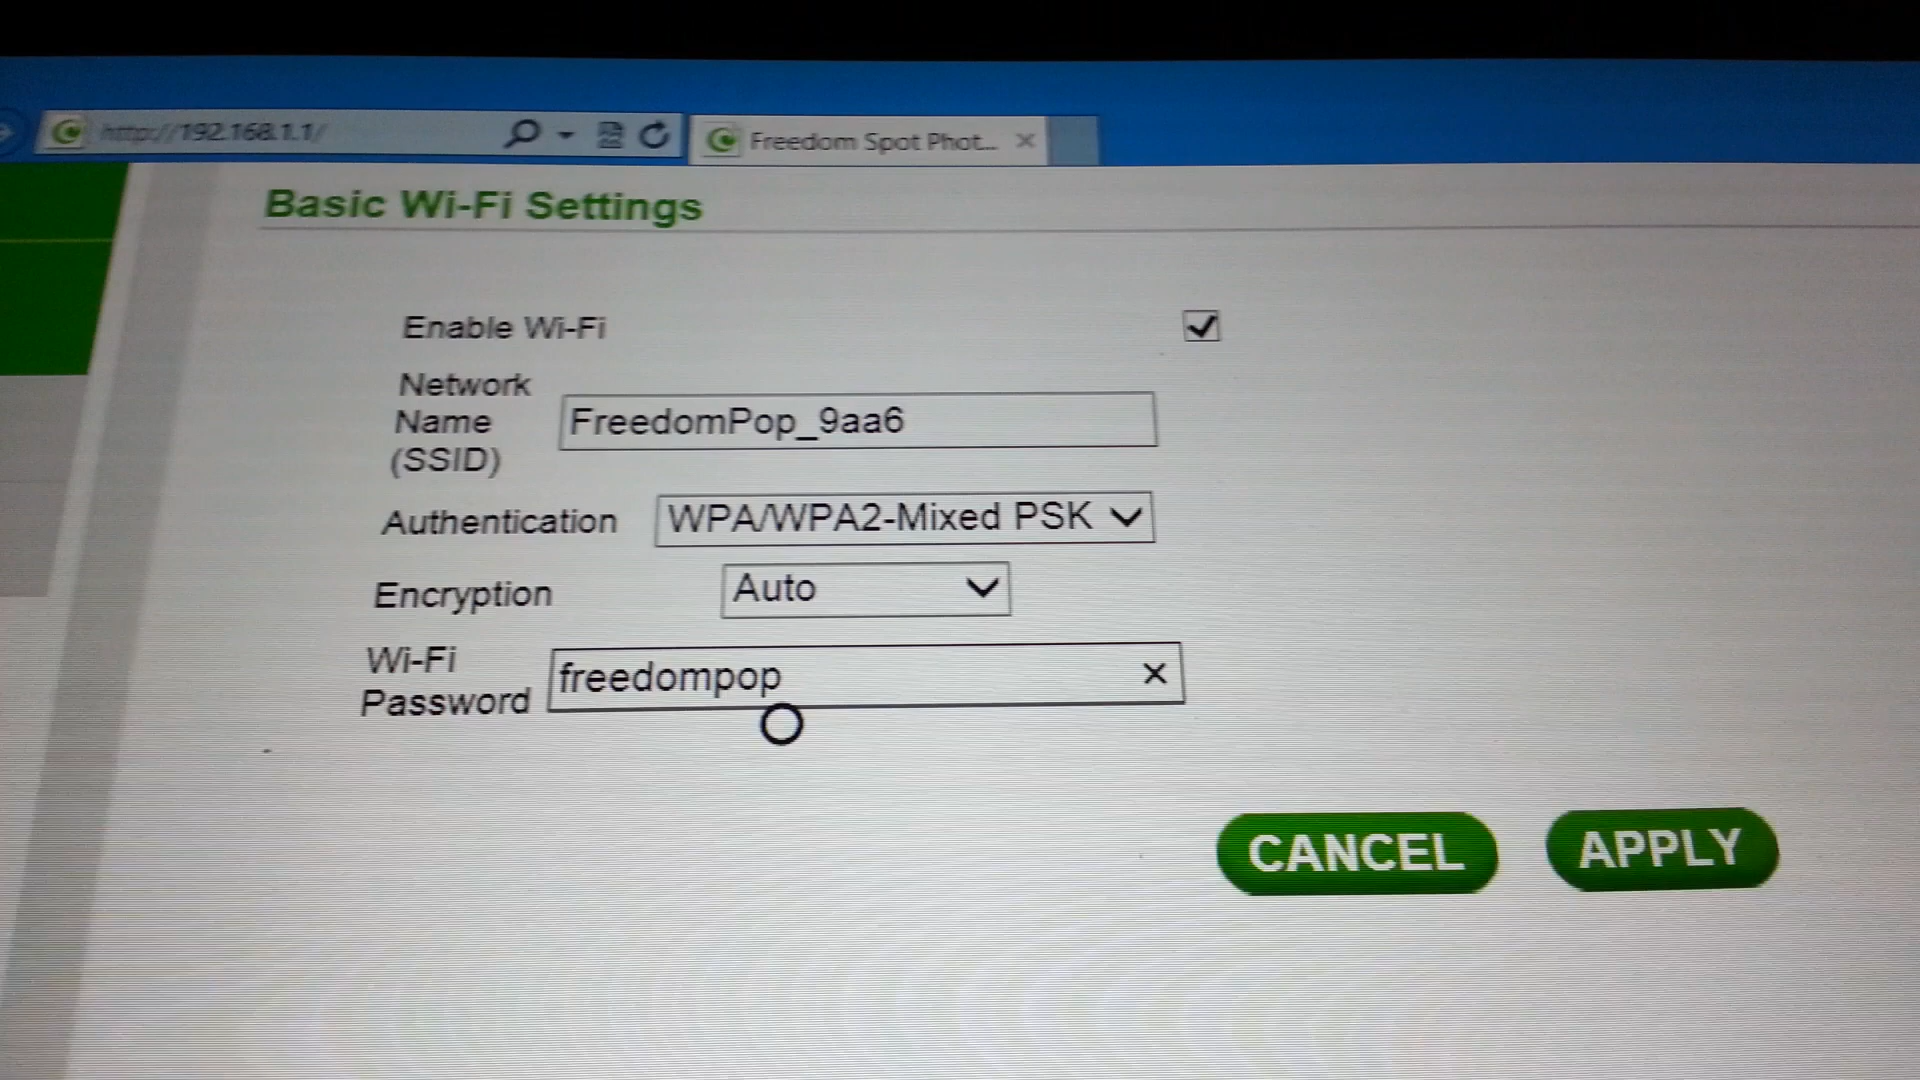 http://192.168.1.1/
Freedom Spot Phot...
Basic Wi-Fi Settings
Enable Wi-Fi
Network
Name
(SSID)
FreedomPop_9aa6
Authentication
WPA/WPA2-Mixed PSK
Encryption
Auto
Wi-Fi
Password
freedompop
CANCEL
APPLY